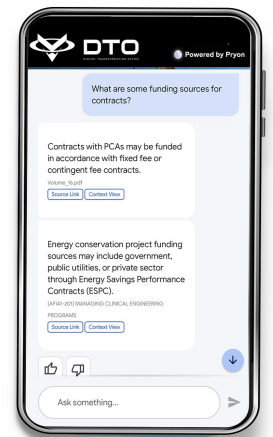 DTO
DIGITAL TRANSFORMATION OFFICE
Powered by Pryon
What are some funding sources for
contracts?
Contracts with PCAs may be funded
in accordance with fixed fee or
contingent fee contracts.
Volume_16.pdf
Source Link
Context View
Energy conservation project funding
sources may include government,
public utilities, or private sector
through Energy Savings Performance
Contracts (ESPC).
[AFI41-201] MANAGING CLINICAL ENGINEERING
PROGRAMS
Source Link
Context View
Ask something...